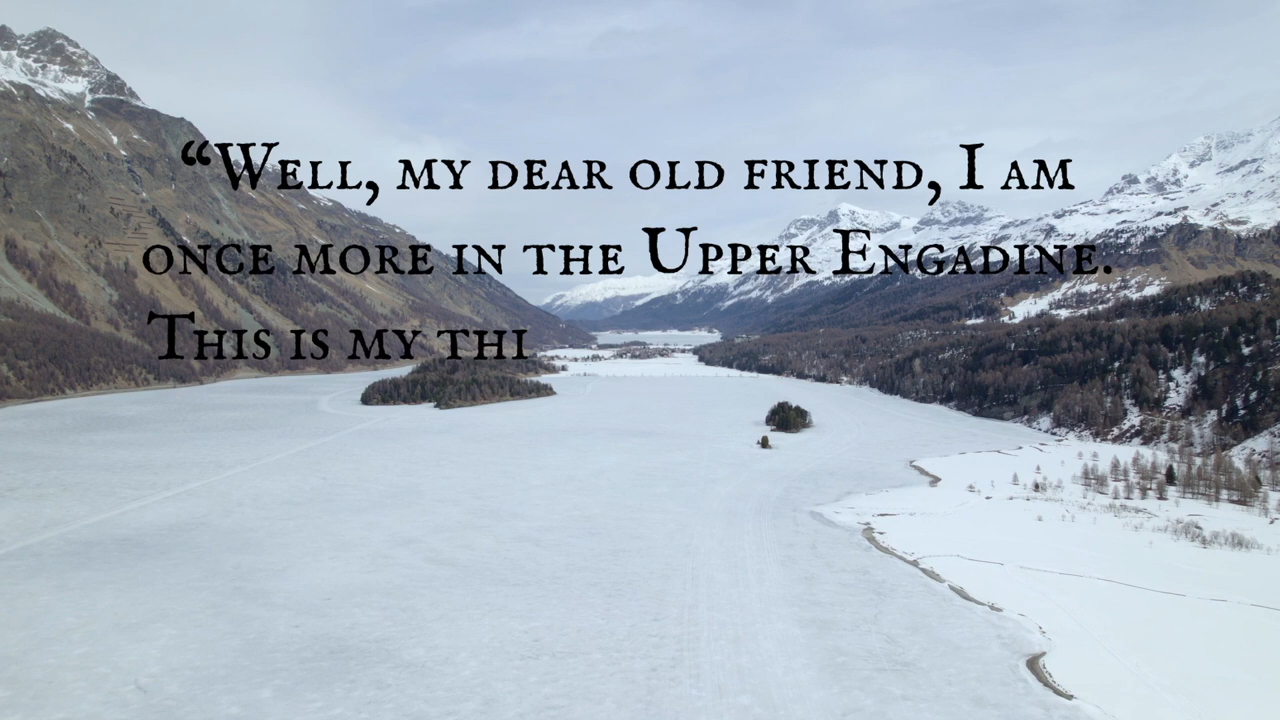 “Well, my dear old friend, I am
once more in the Upper Engadine.
This is my thi